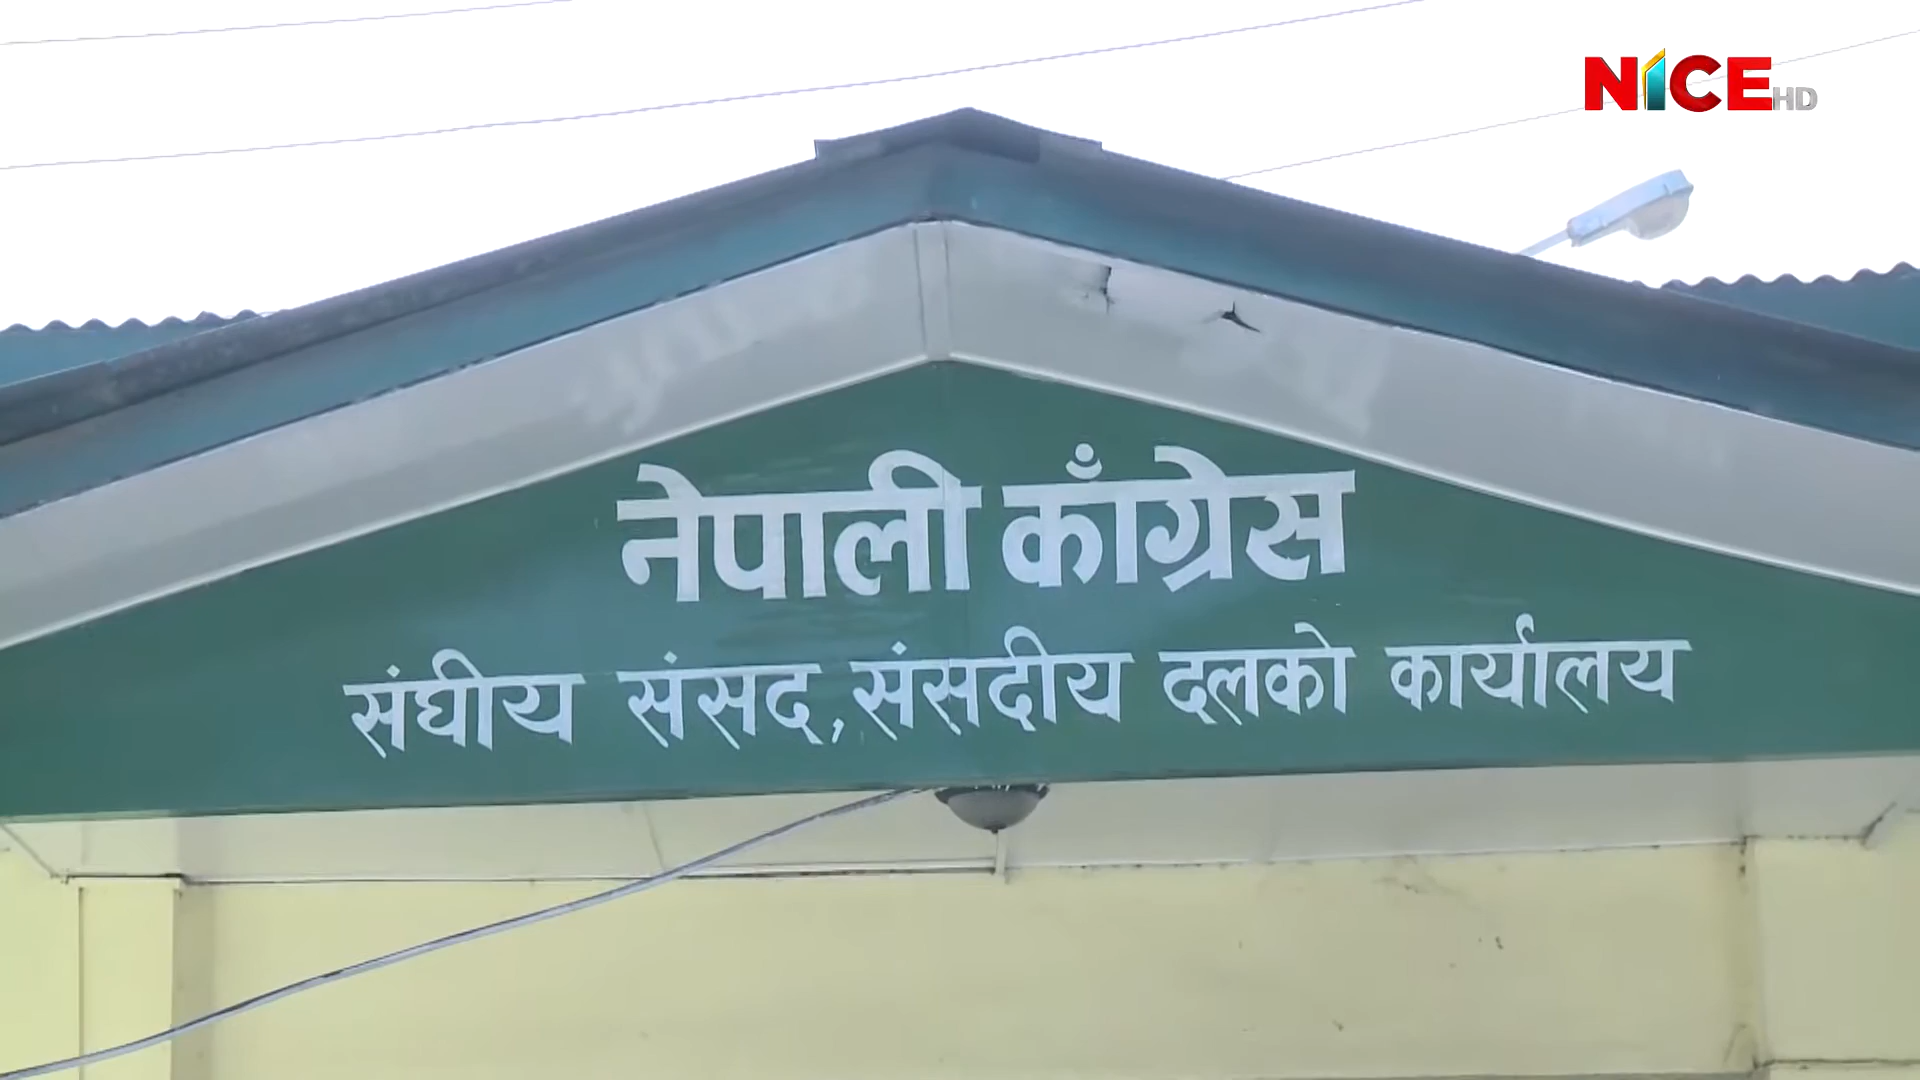 NICE HD
नेपाली काँग्रेस
संघीय संसद,संसदीय दलको कार्यालय